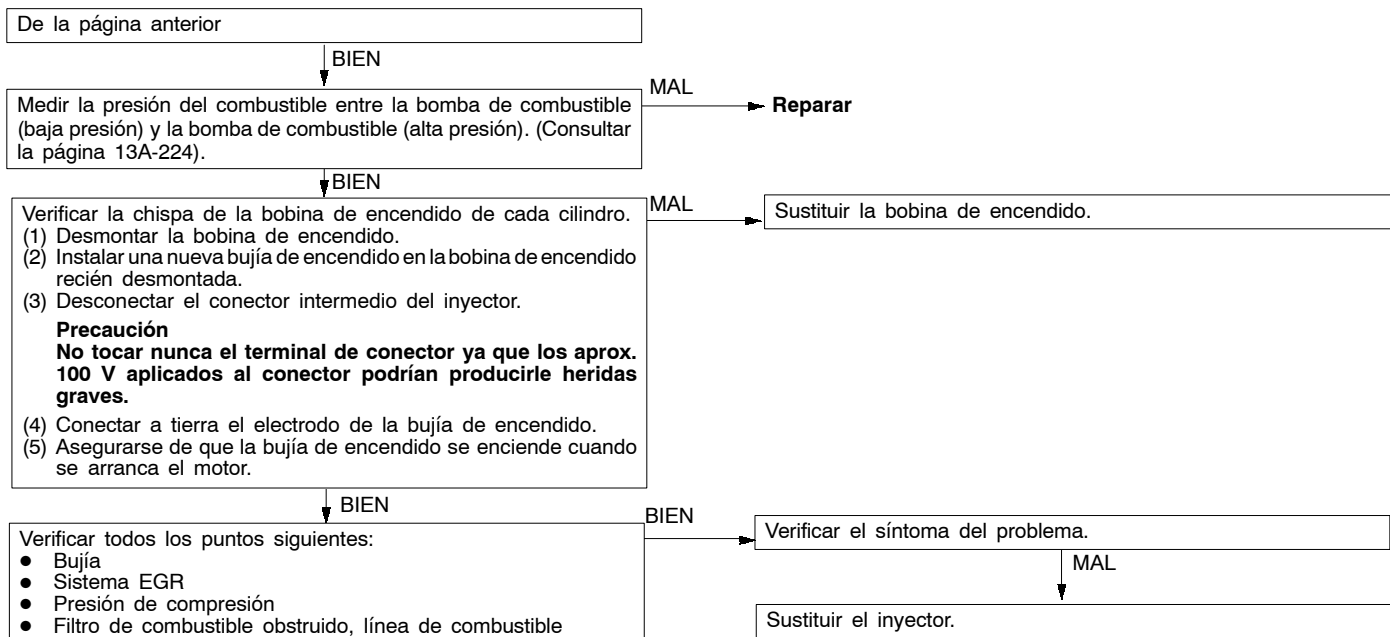 De la página anterior
BIEN
Medir la presión del combustible entre la bomba de combustible
(baja presión) y la bomba de combustible (alta presión). (Consultar
la página 13A-224).
MAL
Reparar
BIEN
Verificar la chispa de la bobina de encendido de cada cilindro.
(1) Desmontar la bobina de encendido.
(2) Instalar una nueva bujía de encendido en la bobina de encendido
recién desmontada.
(3) Desconectar el conector intermedio del inyector.
Precaución
No tocar nunca el terminal de conector ya que los aprox.
100 V aplicados al conector podrían producirle heridas
graves.
(4) Conectar a tierra el electrodo de la bujía de encendido.
(5) Asegurarse de que la bujía de encendido se enciende cuando
se arranca el motor.
MAL
Sustituir la bobina de encendido.
BIEN
Verificar todos los puntos siguientes:
● Bujía
● Sistema EGR
● Presión de compresión
● Filtro de combustible obstruido, línea de combustible
BIEN
Verificar el síntoma del problema.
MAL
Sustituir el inyector.